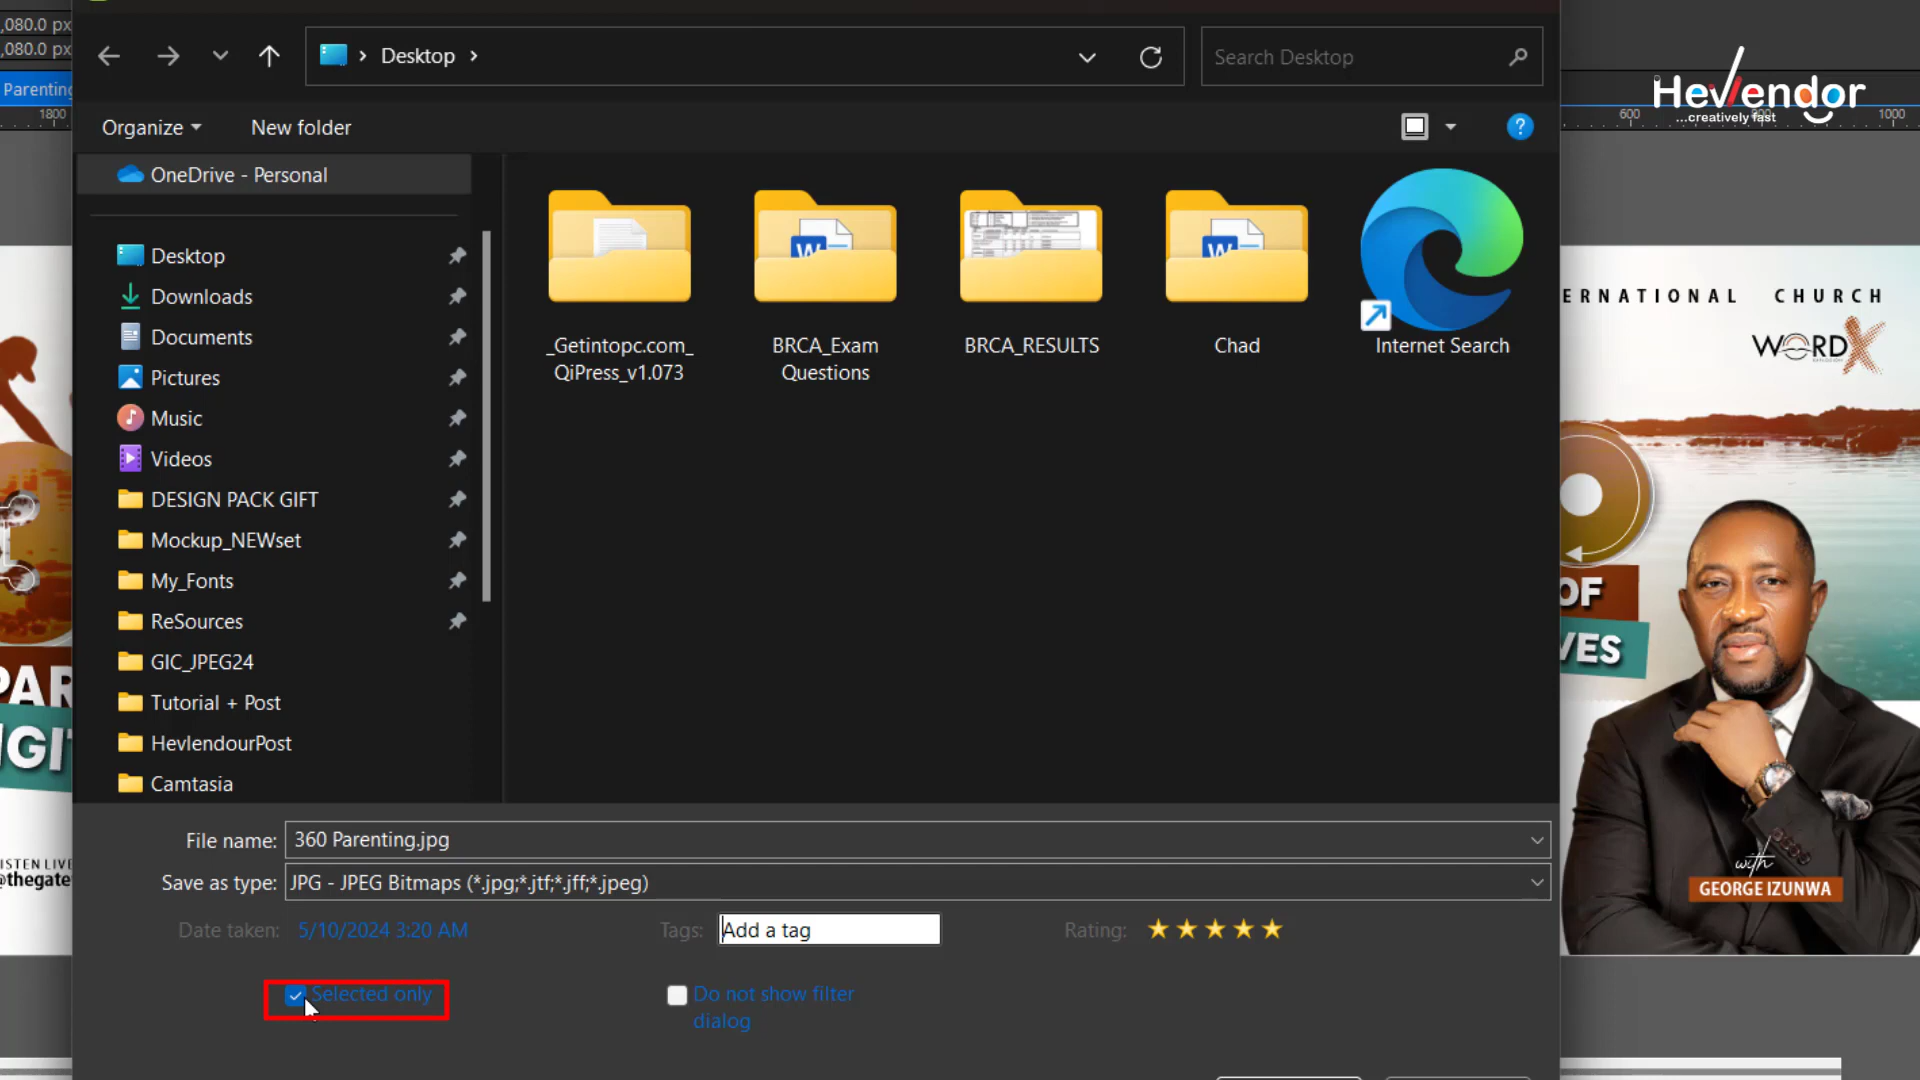 ,080.0 px
,080.0 px
Desktop
Search Desktop
Hevlendor
...creatively fast
Parenting
1800
600
1000
Organize
New folder
OneDrive - Personal
Desktop
Downloads
Documents
Pictures
Music
Videos
DESIGN PACK GIFT
Mockup_NEWset
My_Fonts
ReSources
GIC_JPEG24
Tutorial + Post
HevlendourPost
Camtasia
_Getintopc.com_
QiPress_v1.073
BRCA_Exam
Questions
BRCA_RESULTS
Chad
Internet Search
ERNATIONAL CHURCH
WORD X
OF
VES
with
GEORGE IZUNWA
PAR
IGIT
ISTEN LIVE
@thegate
File name: 360 Parenting.jpg
Save as type: JPG - JPEG Bitmaps (*.jpg;*.jtf;*.jff;*.jpeg)
Date taken: 5/10/2024 3:20 AM
Tags: Add a tag
Rating:
Selected only
Do not show filter
dialog